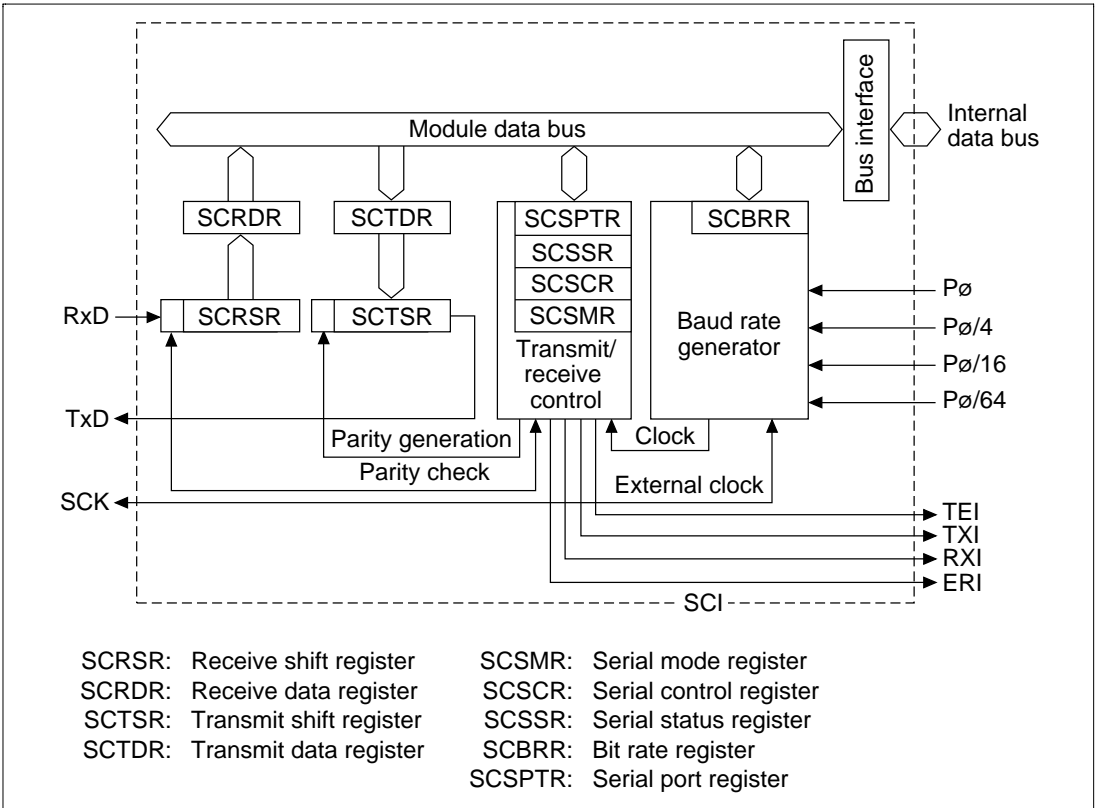 Module data bus
Bus interface
Internal
data bus
SCRDR
SCTDR
SCSPTR
SCBRR
SCSSR
SCSCR
SCRSR
SCTSR
SCSMR
RxD
Baud rate
generator
Transmit/
receive
control
Pø
Pø/4
Pø/16
Pø/64
TxD
Parity generation
Clock
Parity check
External clock
SCK
TEI
TXI
RXI
ERI
SCI
SCRSR: Receive shift register
SCRDR: Receive data register
SCTSR: Transmit shift register
SCTDR: Transmit data register
SCSMR: Serial mode register
SCSCR: Serial control register
SCSSR: Serial status register
SCBRR: Bit rate register
SCSPTR: Serial port register